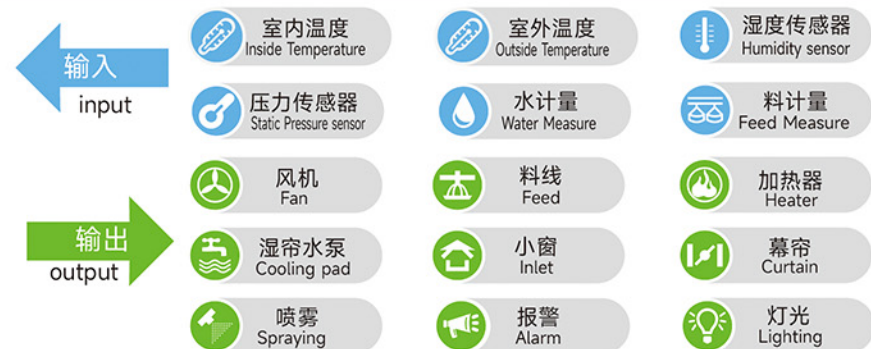 室内温度
Inside Temperature
室外温度
Outside Temperature
湿度传感器
Humidity sensor
输入
input
压力传感器
Static Pressure sensor
水计量
Water Measure
料计量
Feed Measure
风机
Fan
料线
Feed
加热器
Heater
输出
output
湿帘水泵
Cooling pad
小窗
Inlet
幕帘
Curtain
喷雾
Spraying
报警
Alarm
灯光
Lighting